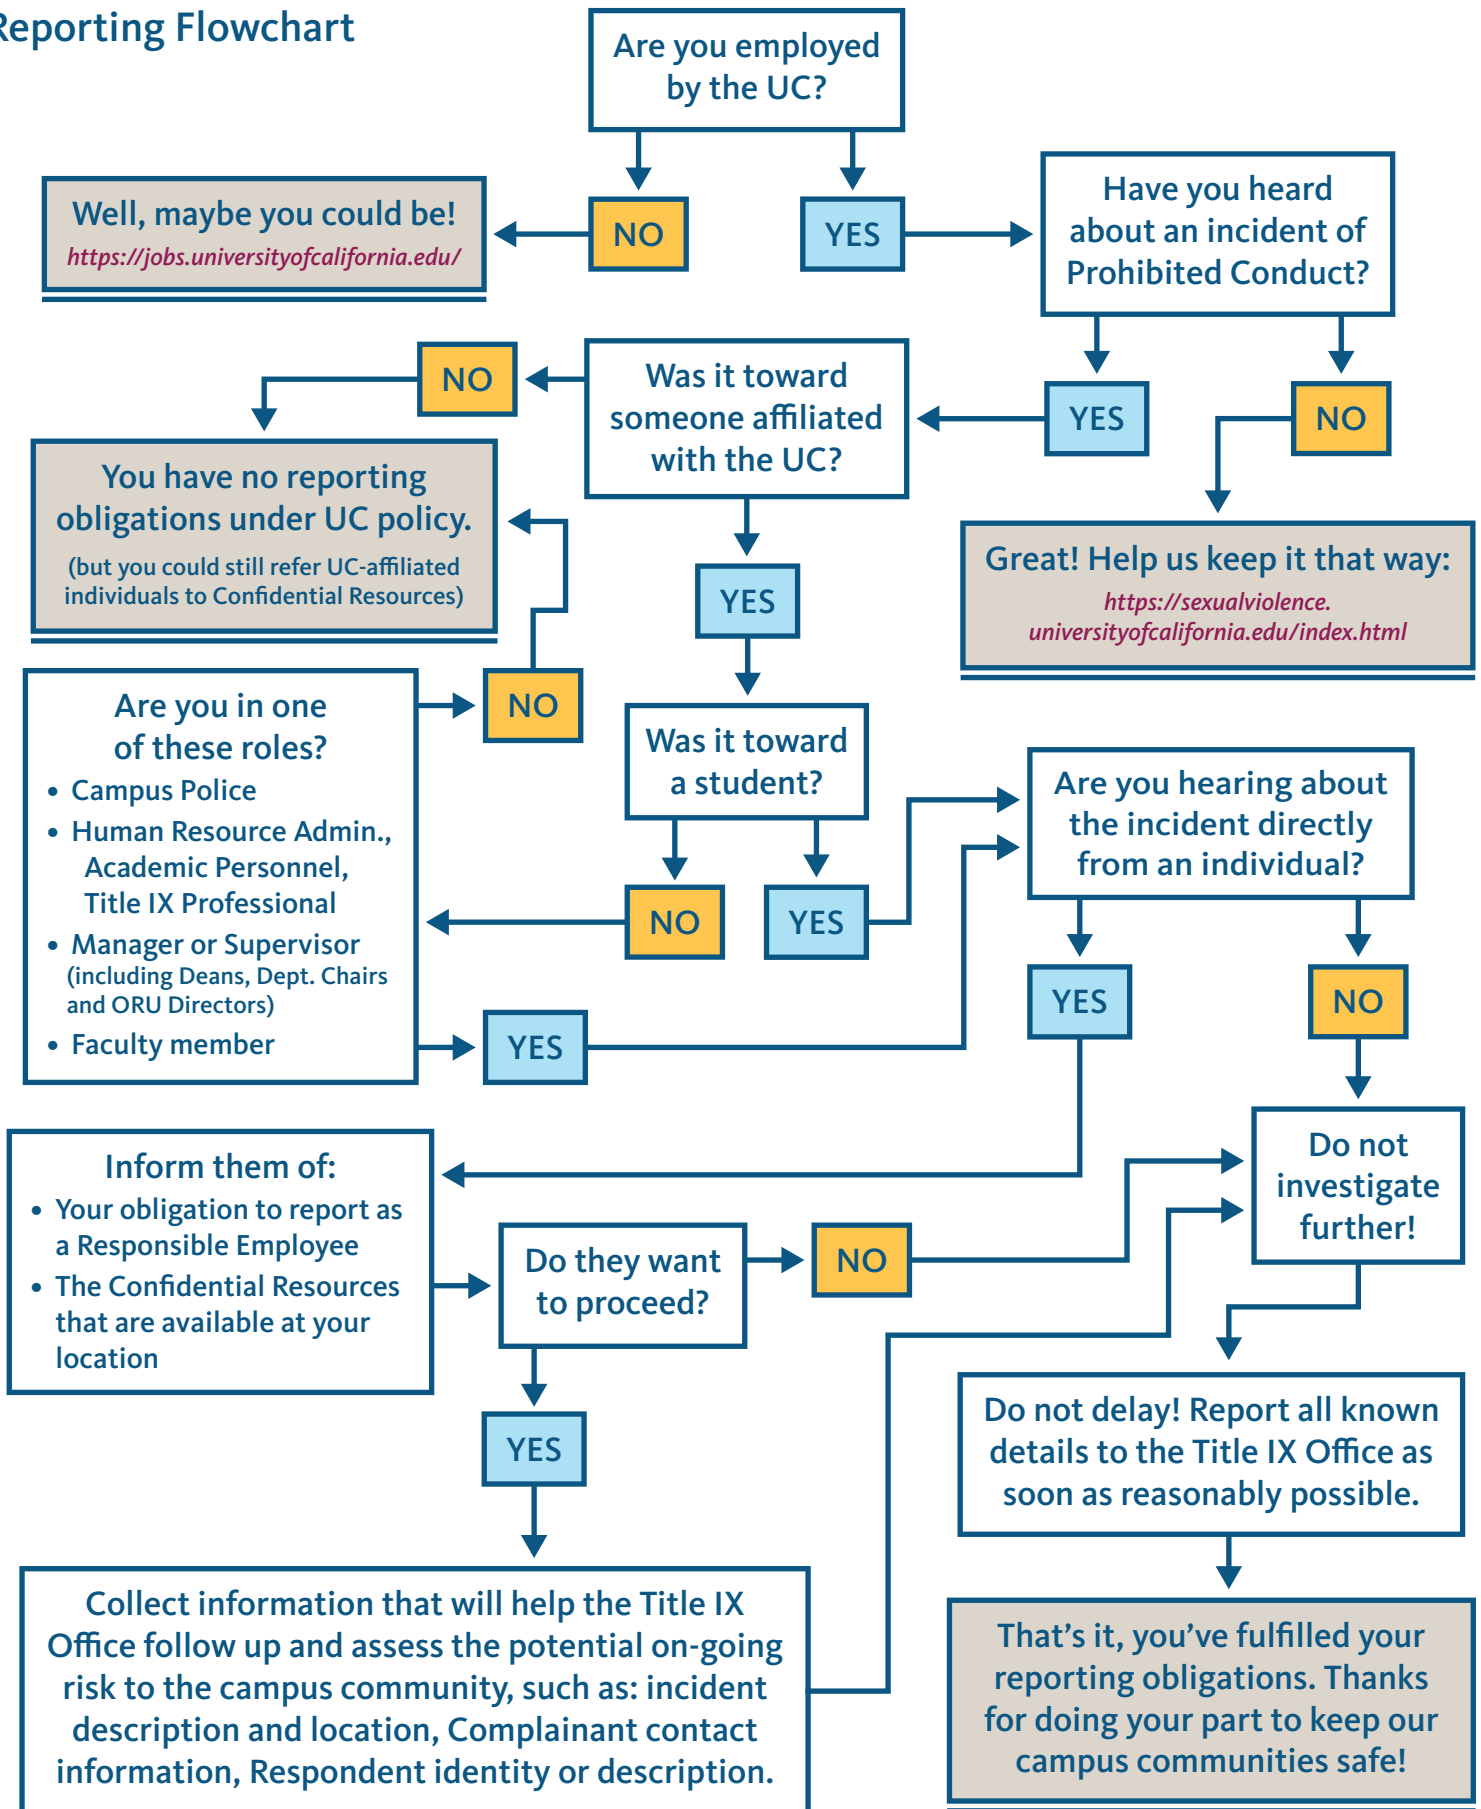 Reporting Flowchart
Are you employed
by the UC?
NO
YES
Well, maybe you could be!
https://jobs.universityofcalifornia.edu/
Have you heard
about an incident of
Prohibited Conduct?
YES
NO
Great! Help us keep it that way:
https://sexualviolence.
universityofcalifornia.edu/index.html
Was it toward
someone affiliated
with the UC?
NO
YES
You have no reporting
obligations under UC policy.
(but you could still refer UC-affiliated
individuals to Confidential Resources)
Was it toward
a student?
NO
YES
Are you in one
of these roles?
• Campus Police
• Human Resource Admin.,
Academic Personnel,
Title IX Professional
• Manager or Supervisor
(including Deans, Dept. Chairs
and ORU Directors)
• Faculty member
NO
YES
Are you hearing about
the incident directly
from an individual?
YES
NO
Inform them of:
• Your obligation to report as
a Responsible Employee
• The Confidential Resources
that are available at your
location
Do they want
to proceed?
NO
YES
Do not
investigate
further!
Do not delay! Report all known
details to the Title IX Office as
soon as reasonably possible.
Collect information that will help the Title IX
Office follow up and assess the potential on-going
risk to the campus community, such as: incident
description and location, Complainant contact
information, Respondent identity or description.
That's it, you've fulfilled your
reporting obligations. Thanks
for doing your part to keep our
campus communities safe!